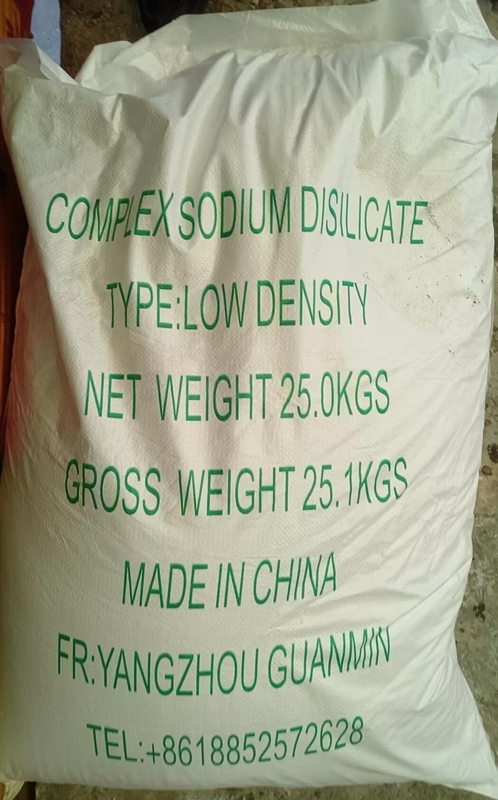 COMPLEX SODIUM DISILICATE
TYPE:LOW DENSITY
NET WEIGHT 25.0KGS
GROSS WEIGHT 25.1KGS
MADE IN CHINA
FR:YANGZHOU GUANMIN
TEL:+8618852572628